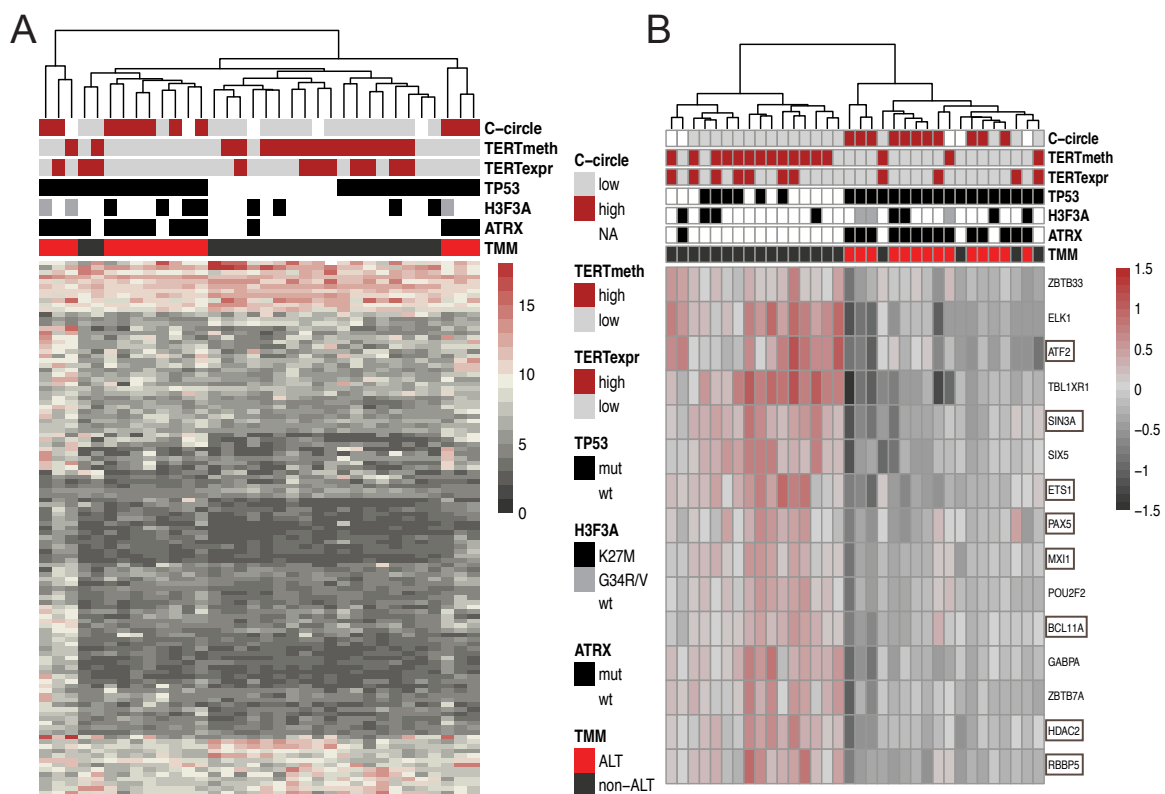 A
C-circle
TERTmeth
TERTexpr
TP53
H3F3A
ATRX
TMM
15
10
5
0
C-circle
low
high
NA
TERTmeth
high
low
TERTexpr
high
low
TP53
mut
wt
H3F3A
K27M
G34R/V
wt
ATRX
mut
wt
TMM
ALT
non-ALT
B
C-circle
TERTmeth
TERTexpr
TP53
H3F3A
ATRX
TMM
ZBTB33
ELK1
ATF2
TBL1XR1
SIN3A
SIX5
ETS1
PAX5
MXI1
POU2F2
BCL11A
GABPA
ZBTB7A
HDAC2
RBBP5
1.5
1
0.5
0
−0.5
−1
−1.5